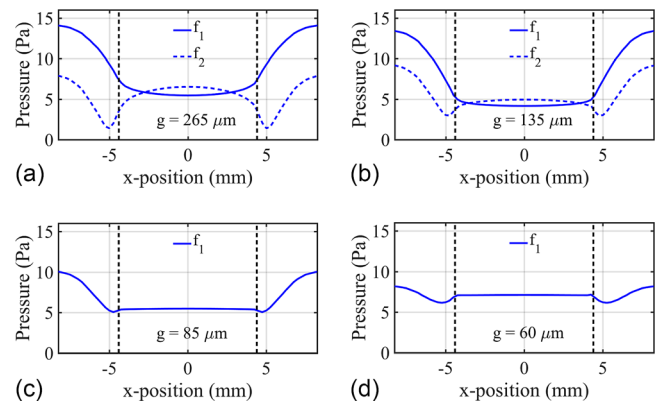 15
10
5
0
Pressure (Pa)
f1
f2
g = 265 μm
-5 0 5
x-position (mm)
(a)
15
10
5
0
Pressure (Pa)
f1
f2
g = 135 μm
-5 0 5
x-position (mm)
(b)
15
10
5
0
Pressure (Pa)
f1
g = 85 μm
-5 0 5
x-position (mm)
(c)
15
10
5
0
Pressure (Pa)
f1
g = 60 μm
-5 0 5
x-position (mm)
(d)